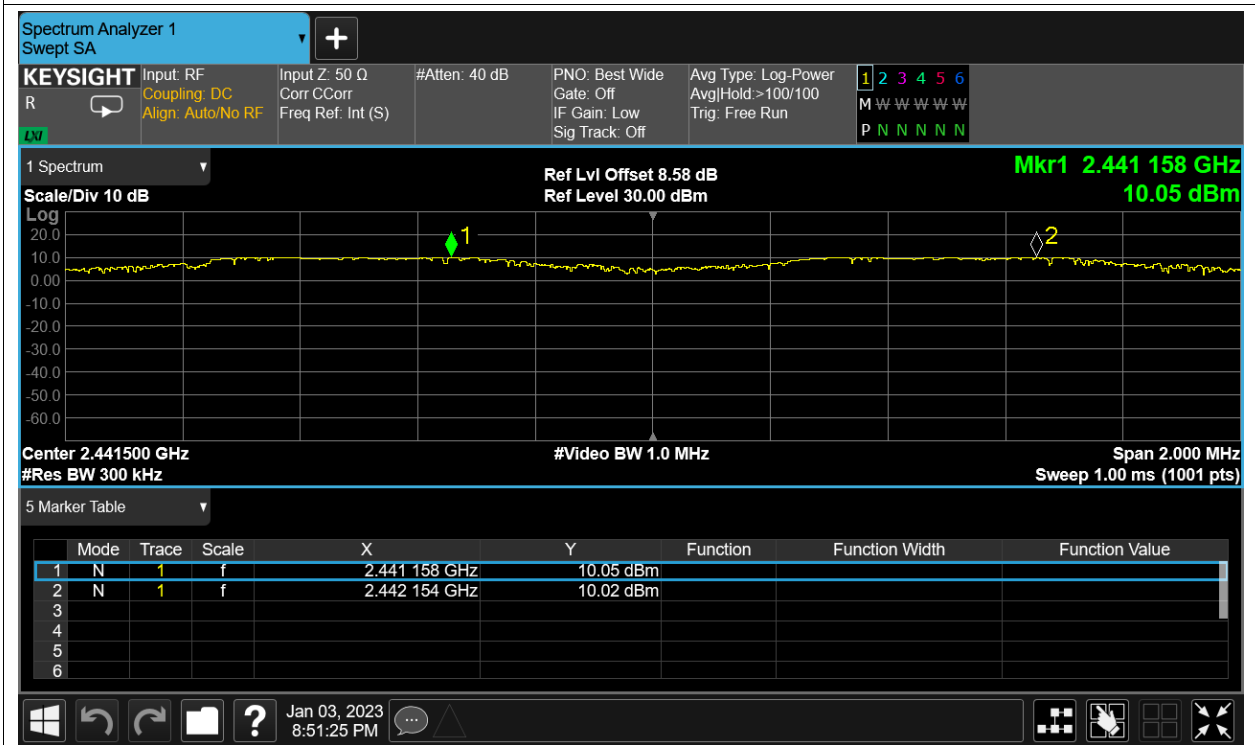 Spectrum Analyzer 1
Swept SA
+
KEYSIGHT
R
LXI
Input: RF
Coupling: DC
Align: Auto/No RF
Input Z: 50 Ω
Corr CCorr
Freq Ref: Int (S)
#Atten: 40 dB
PNO: Best Wide
Gate: Off
IF Gain: Low
Sig Track: Off
Avg Type: Log-Power
Avg|Hold:>100/100
Trig: Free Run
1 2 3 4 5 6
M W W W W W
P N N N N N
1 Spectrum
Scale/Div 10 dB
Ref Lvl Offset 8.58 dB
Ref Level 30.00 dBm
Mkr1 2.441 158 GHz
10.05 dBm
Log
20.0
10.0
0.00
-10.0
-20.0
-30.0
-40.0
-50.0
-60.0
1
2
Center 2.441500 GHz
#Res BW 300 kHz
#Video BW 1.0 MHz
Span 2.000 MHz
Sweep 1.00 ms (1001 pts)
5 Marker Table
Mode Trace Scale X Y Function Function Width Function Value
1 N 1 f 2.441 158 GHz 10.05 dBm
2 N 1 f 2.442 154 GHz 10.02 dBm
3
4
5
6
?
Jan 03, 2023
8:51:25 PM